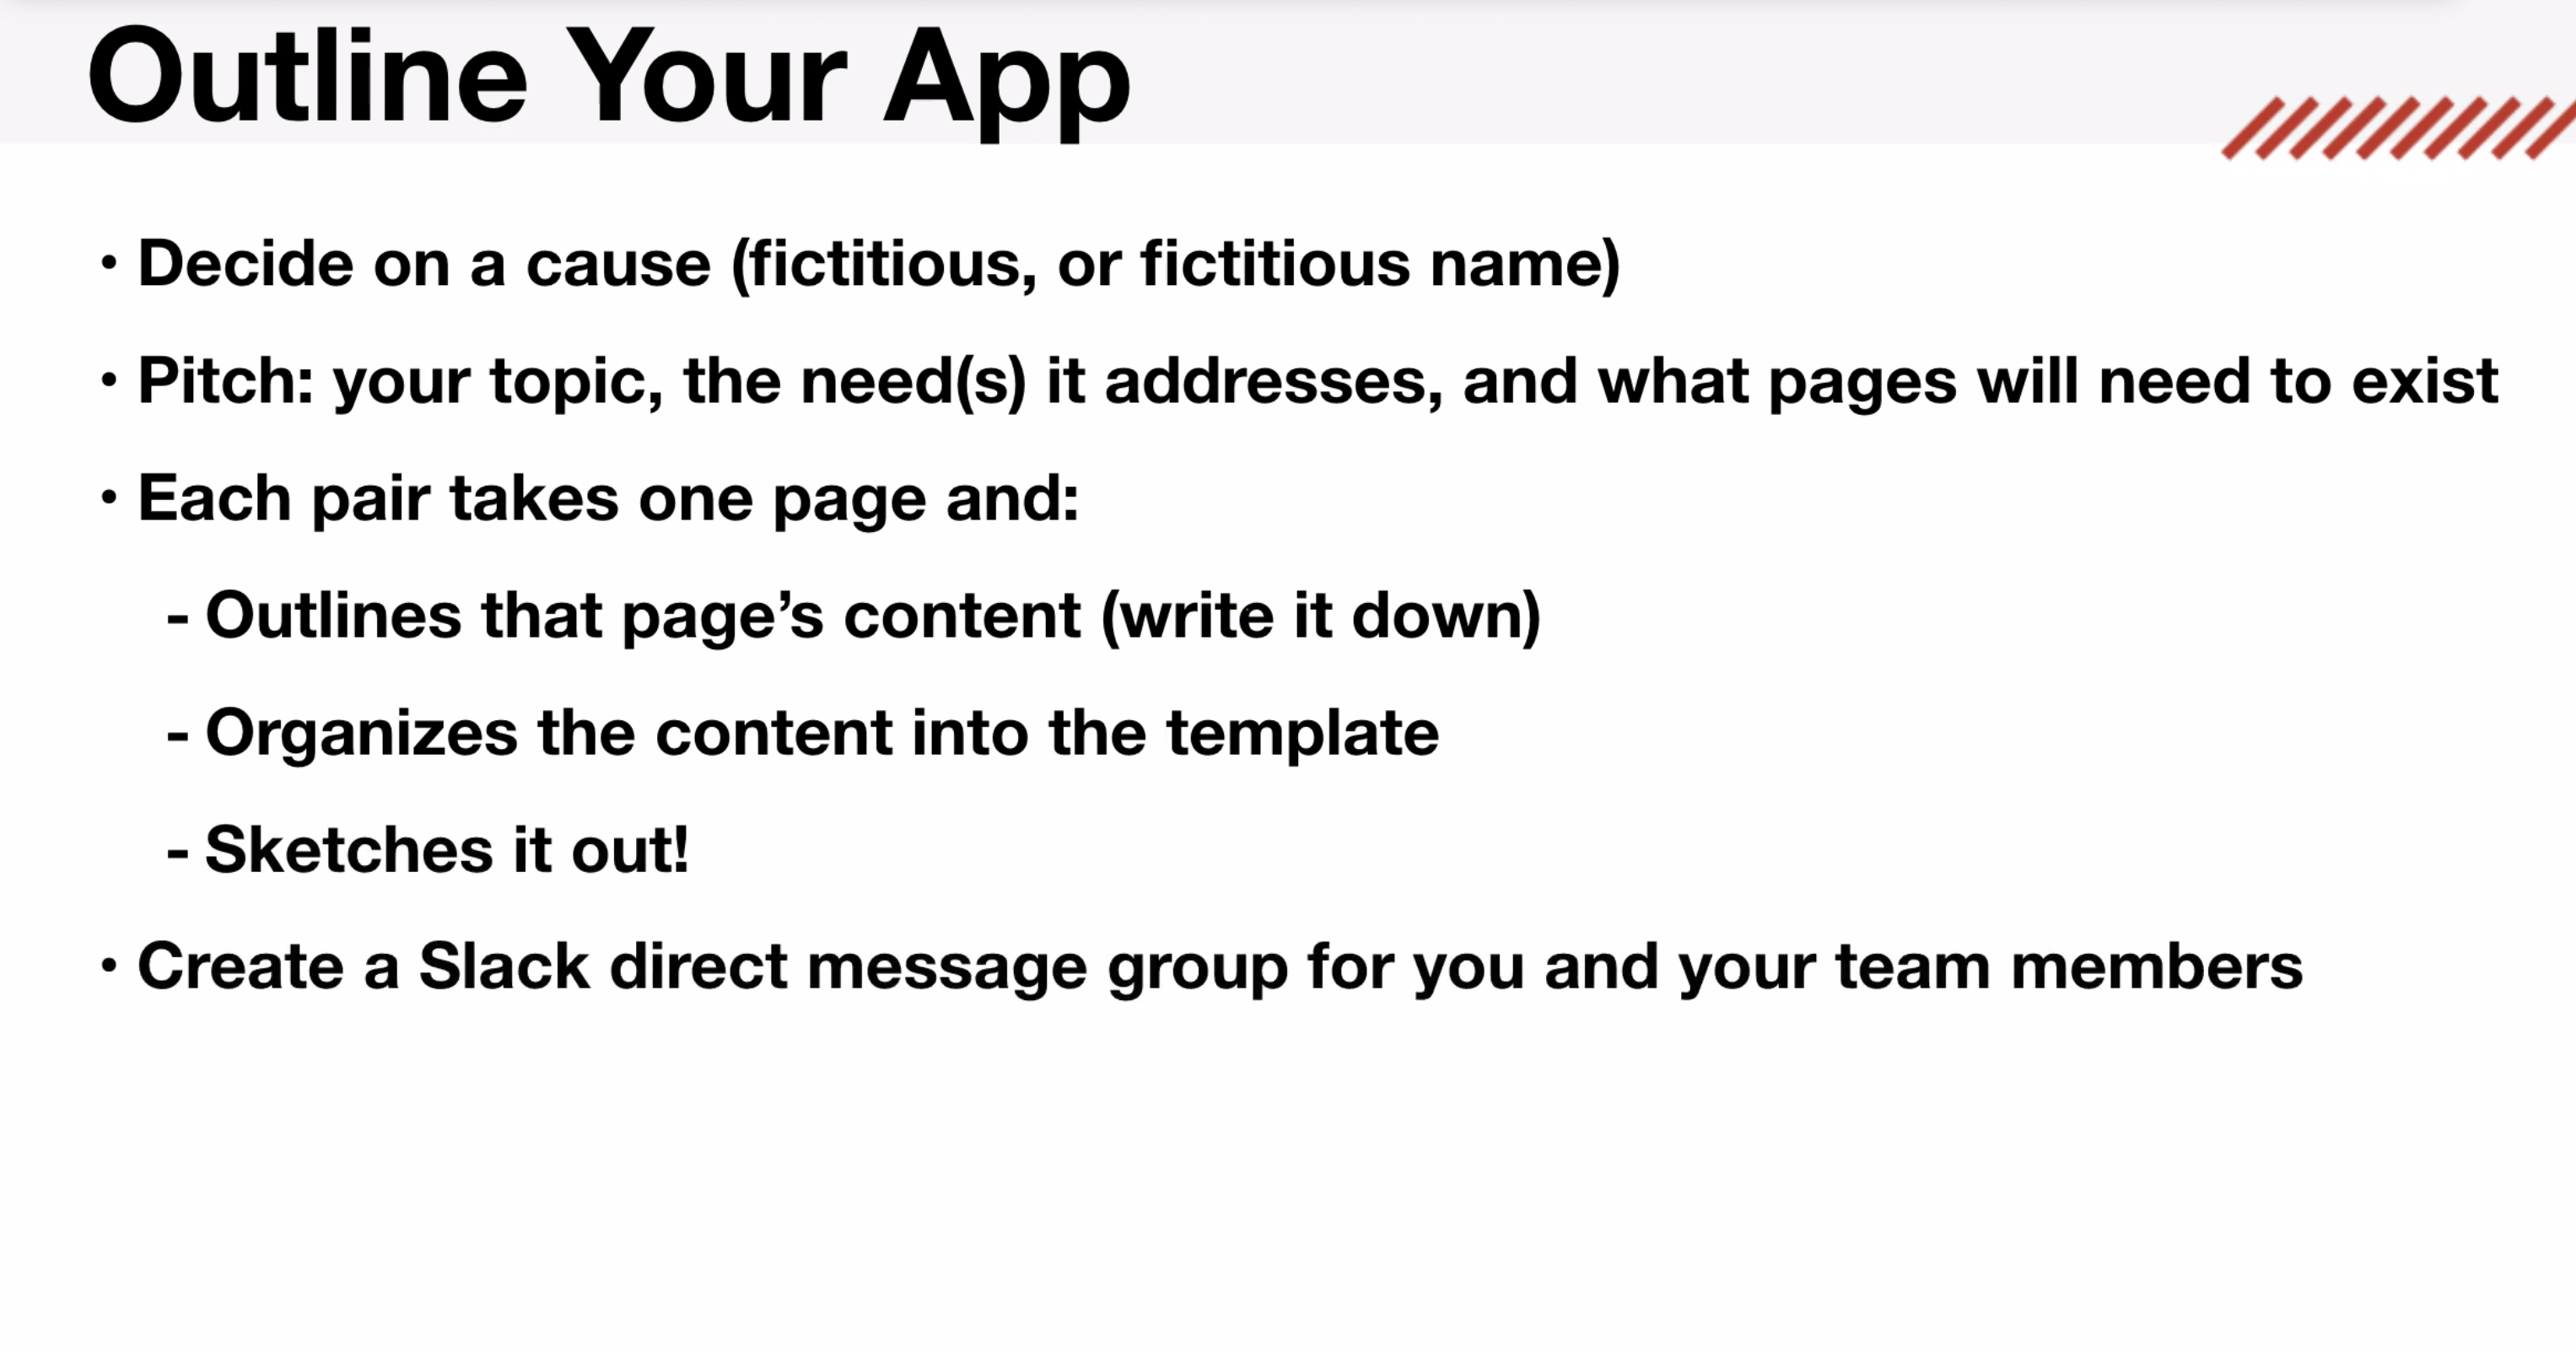 Outline Your App
• Decide on a cause (fictitious, or fictitious name)
• Pitch: your topic, the need(s) it addresses, and what pages will need to exist
• Each pair takes one page and:
- Outlines that page’s content (write it down)
- Organizes the content into the template
- Sketches it out!
• Create a Slack direct message group for you and your team members